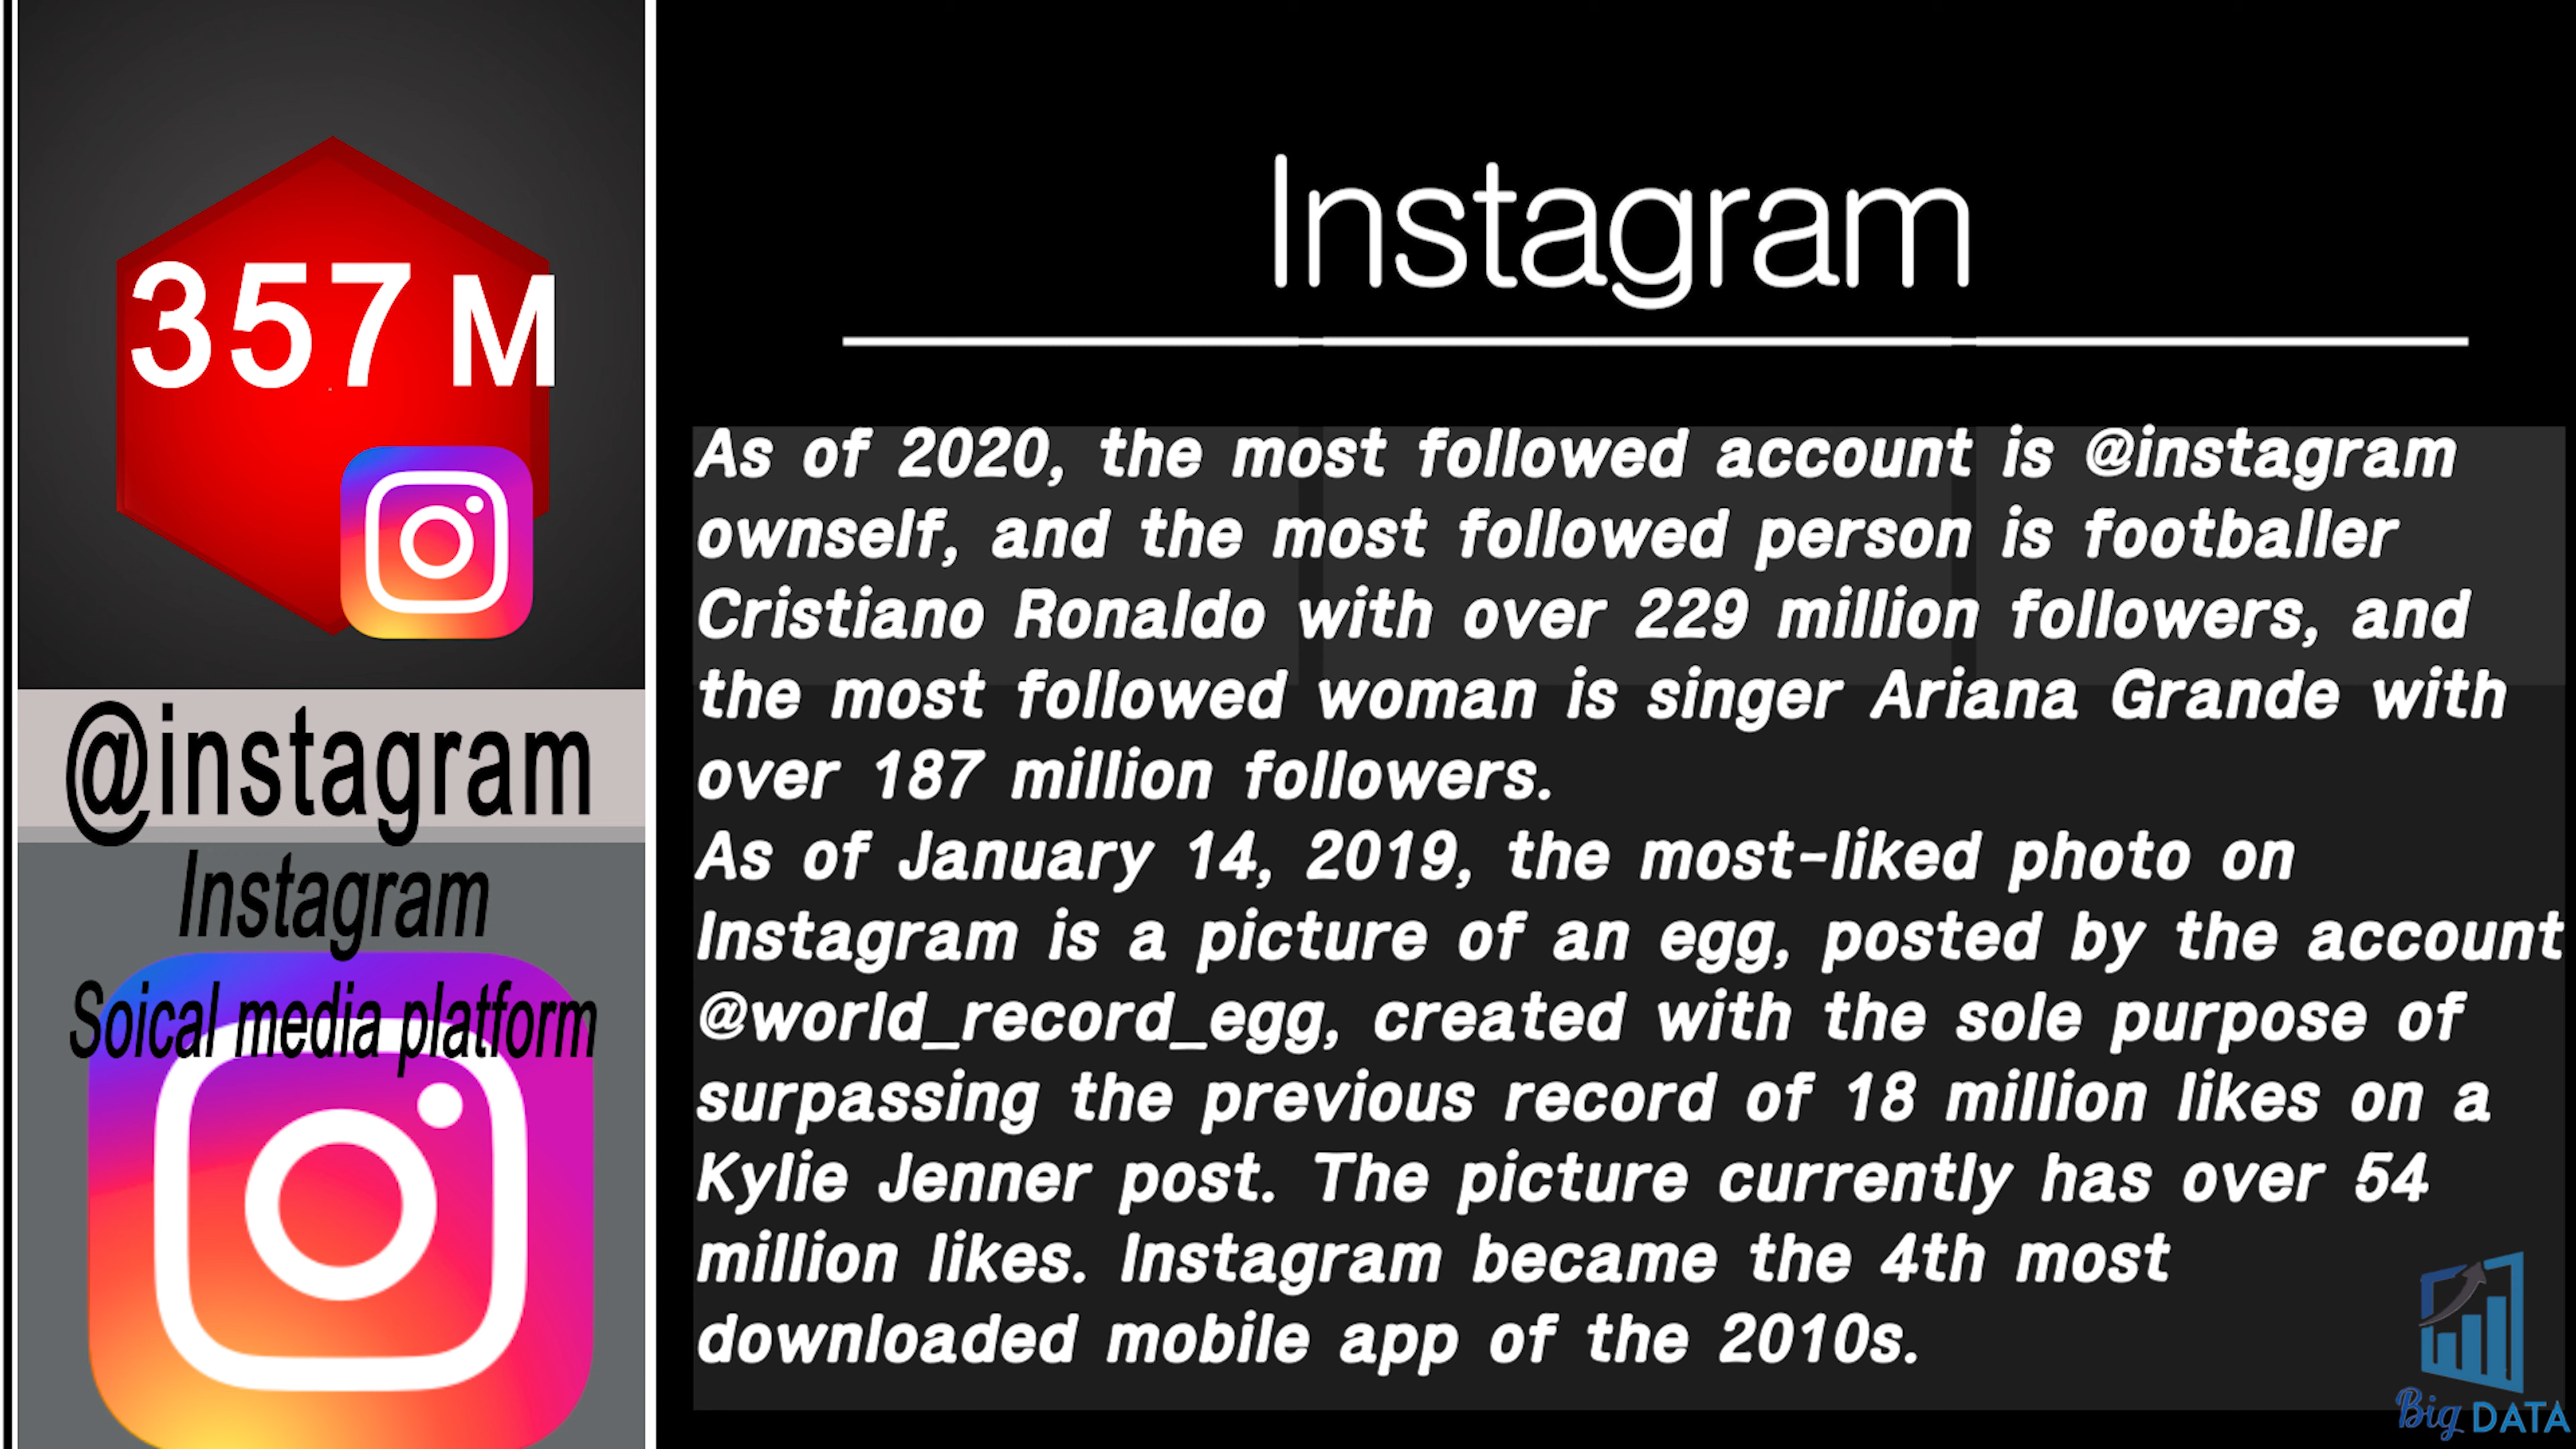 357 M
@instagram
Instagram
Soical media platform
Instagram
As of 2020, the most followed account is @instagram
ownself, and the most followed person is footballer
Cristiano Ronaldo with over 229 million followers, and
the most followed woman is singer Ariana Grande with
over 187 million followers.
As of January 14, 2019, the most-liked photo on
Instagram is a picture of an egg, posted by the account
@world_record_egg, created with the sole purpose of
surpassing the previous record of 18 million likes on a
Kylie Jenner post. The picture currently has over 54
million likes. Instagram became the 4th most
downloaded mobile app of the 2010s.
Big DATA